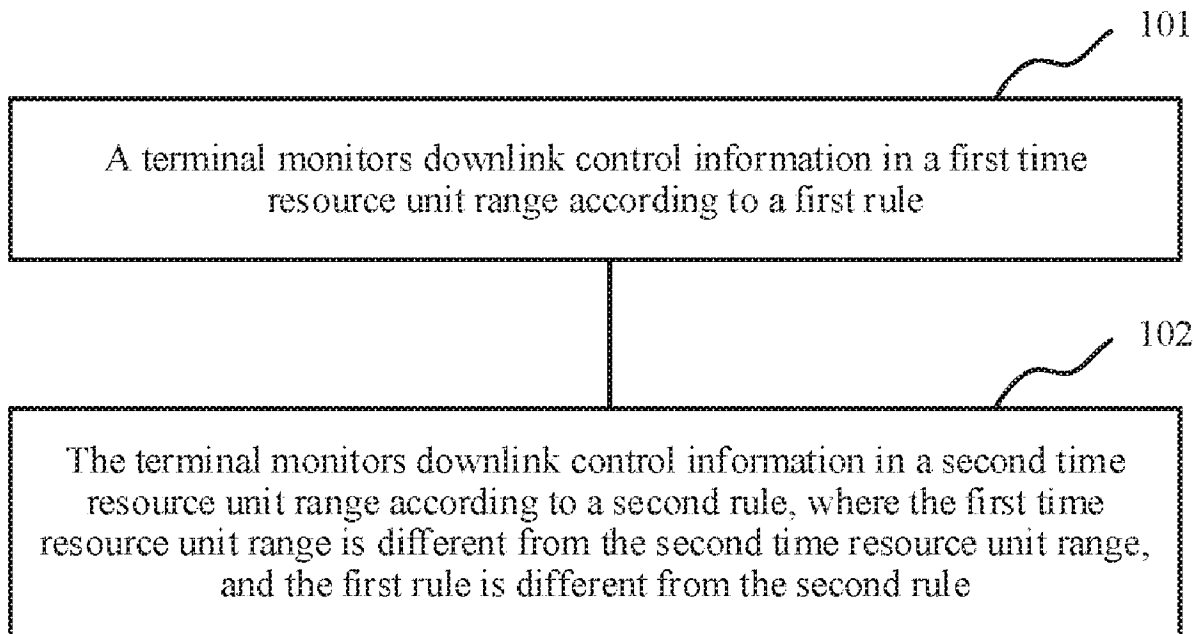 101
A terminal monitors downlink control information in a first time
resource unit range according to a first rule
102
The terminal monitors downlink control information in a second time
resource unit range according to a second rule, where the first time
resource unit range is different from the second time resource unit range,
and the first rule is different from the second rule